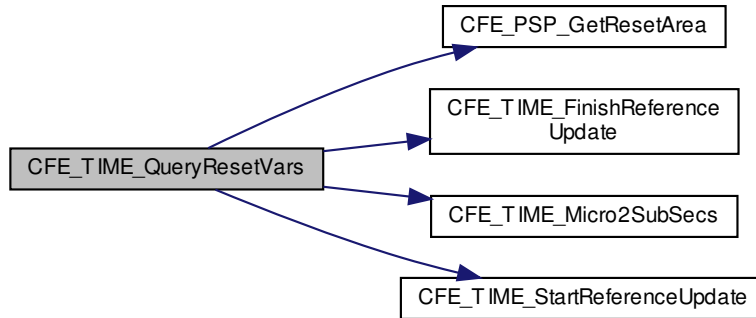 CFE_PSP_GetResetArea
CFE_TIME_FinishReference
Update
CFE_TIME_QueryResetVars
CFE_TIME_Micro2SubSecs
CFE_TIME_StartReferenceUpdate